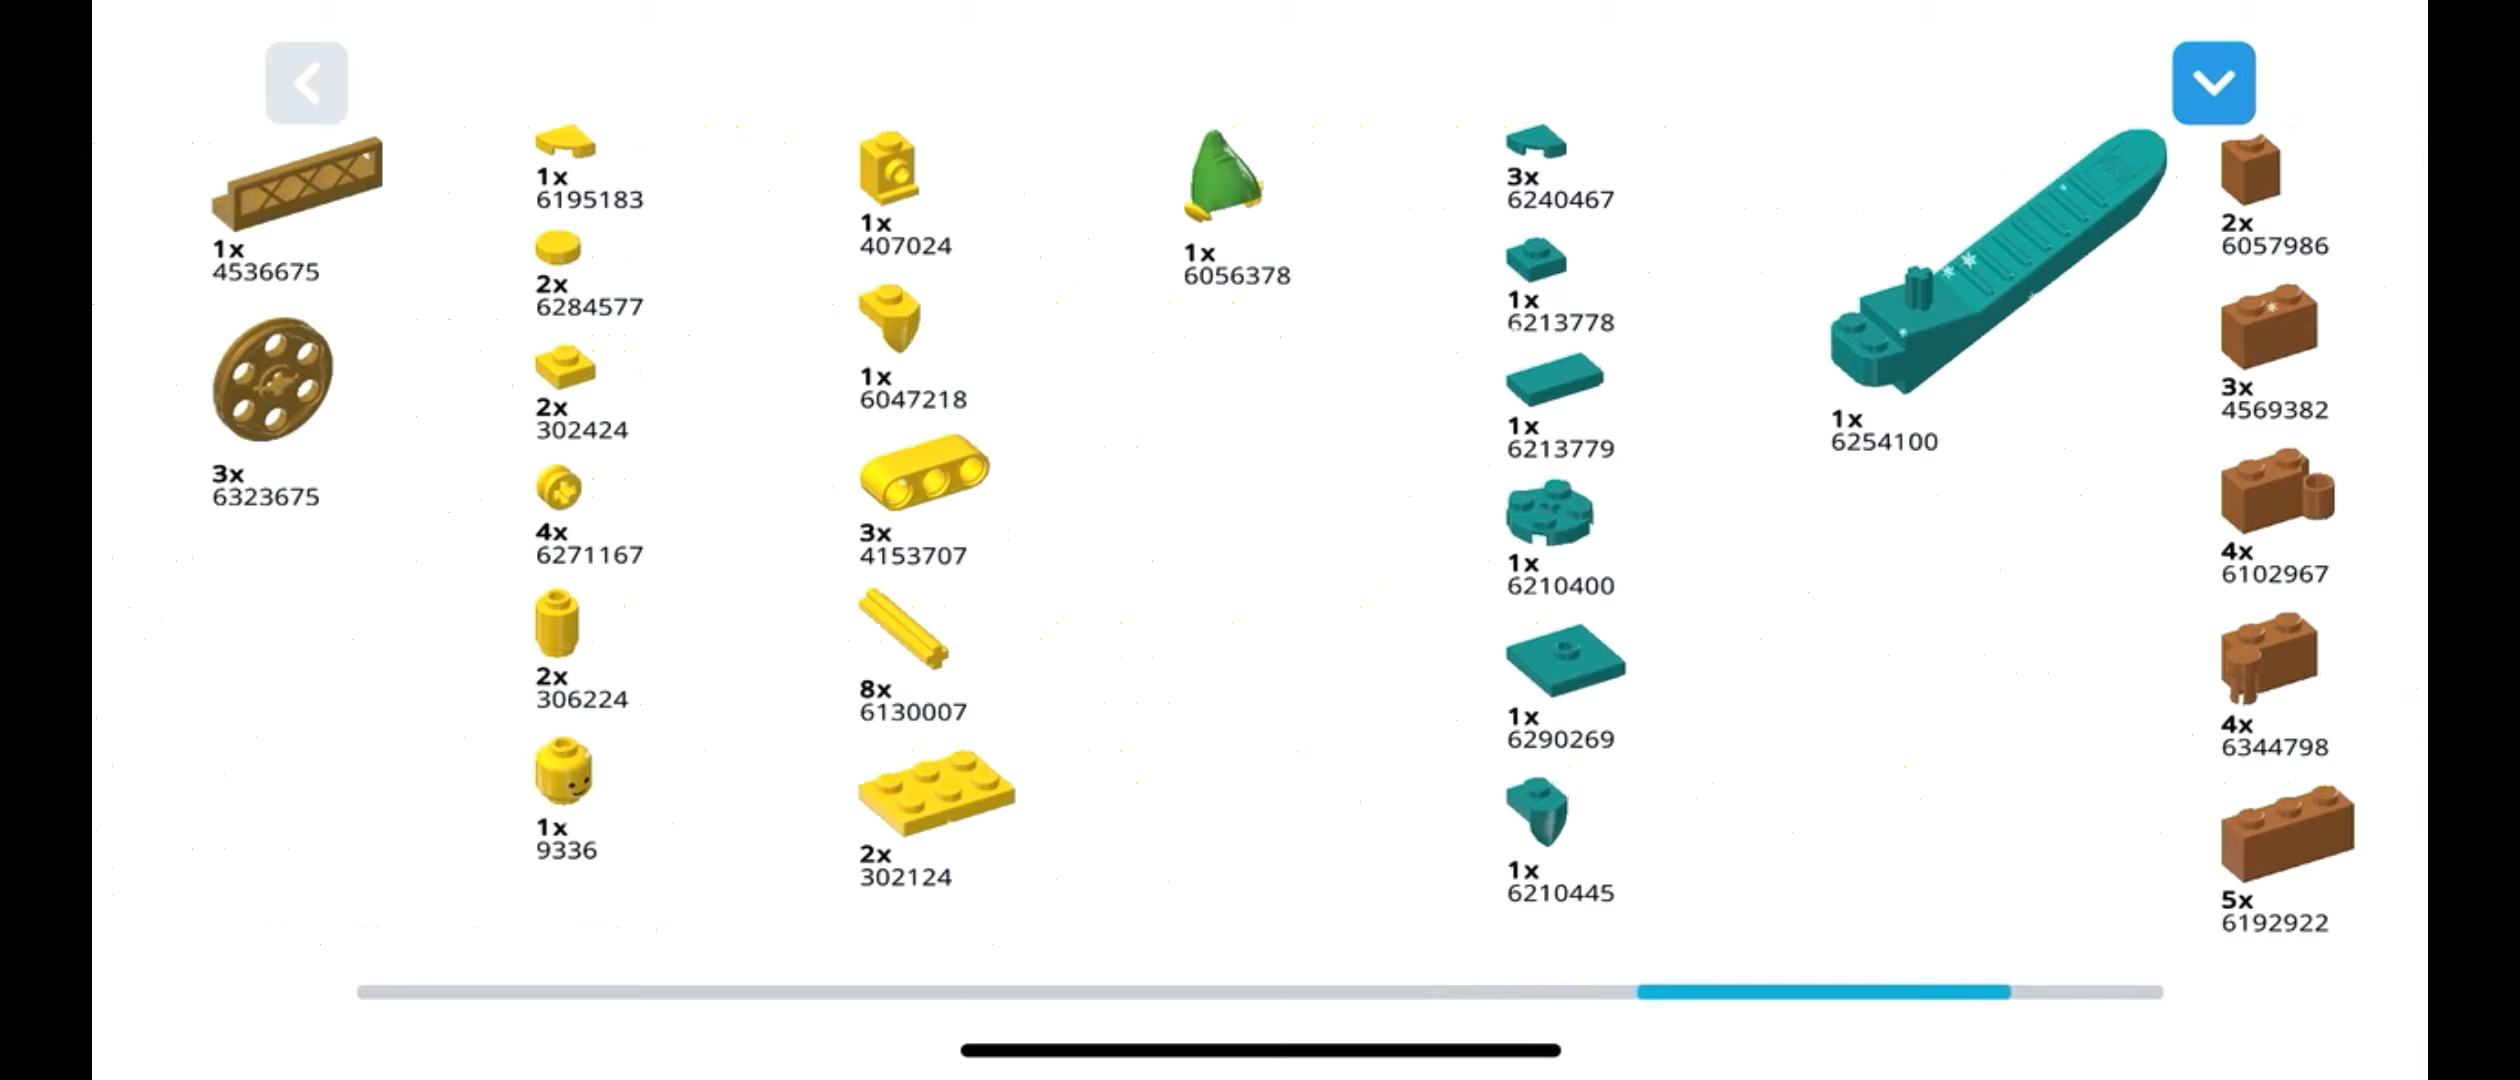 1x
4536675
3x
6323675
1x
6195183
2x
6284577
2x
302424
4x
6271167
2x
306224
1x
9336
1x
407024
1x
6047218
3x
4153707
8x
6130007
2x
302124
1x
6056378
3x
6240467
1x
6213778
1x
6213779
1x
6210400
1x
6290269
1x
6210445
1x
6254100
2x
6057986
3x
4569382
4x
6102967
4x
6344798
5x
6192922